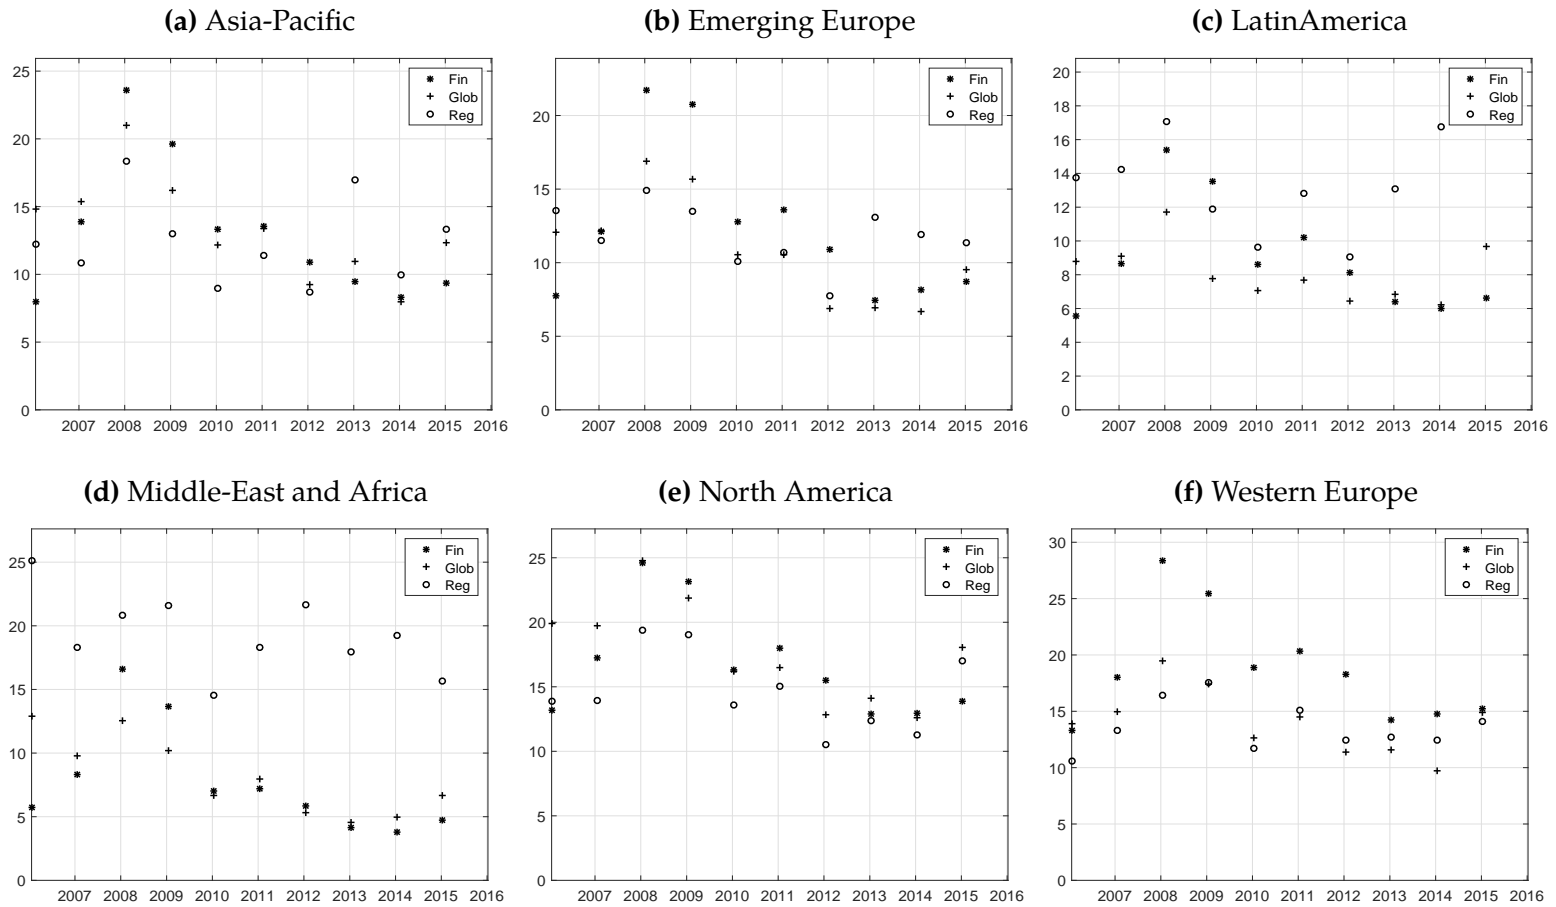 (a) Asia-Pacific
25
20
15
10
5
0
2007 2008 2009 2010 2011 2012 2013 2014 2015 2016
Fin
Glob
Reg
(b) Emerging Europe
20
15
10
5
0
2007 2008 2009 2010 2011 2012 2013 2014 2015 2016
Fin
Glob
Reg
(c) LatinAmerica
20
18
16
14
12
10
8
6
4
2
0
2007 2008 2009 2010 2011 2012 2013 2014 2015 2016
Fin
Glob
Reg
(d) Middle-East and Africa
25
20
15
10
5
0
2007 2008 2009 2010 2011 2012 2013 2014 2015 2016
Fin
Glob
Reg
(e) North America
25
20
15
10
5
0
2007 2008 2009 2010 2011 2012 2013 2014 2015 2016
Fin
Glob
Reg
(f) Western Europe
30
25
20
15
10
5
0
2007 2008 2009 2010 2011 2012 2013 2014 2015 2016
Fin
Glob
Reg